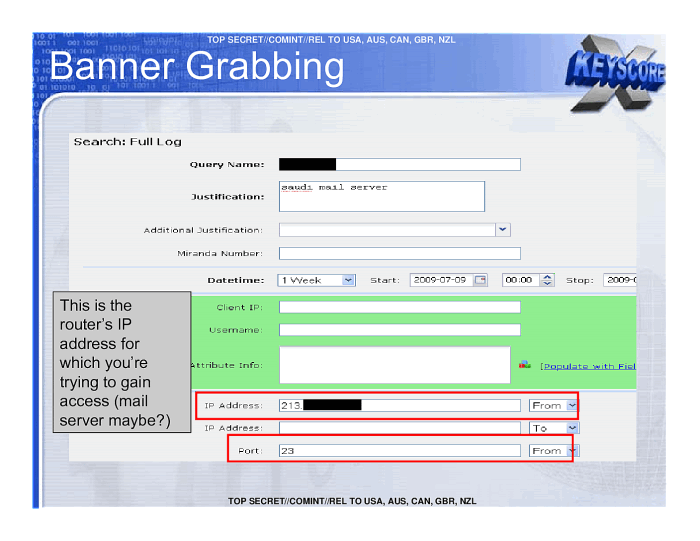 TOP SECRET//COMINT//REL TO USA, AUS, CAN, GBR, NZL
Banner Grabbing
X KEYSCORE
Search: Full Log
Query Name:
Justification: saudi mail server
Additional Justification:
Miranda Number:
Datetime: 1 Week Start: 2009-07-09 00:00 Stop: 2009-0
This is the
router's IP
address for
which you're
trying to gain
access (mail
server maybe?)
Client IP:
Username:
Attribute Info: [Populate with Fiel
IP Address: 213. From
IP Address: To
Port: 23 From
TOP SECRET//COMINT//REL TO USA, AUS, CAN, GBR, NZL